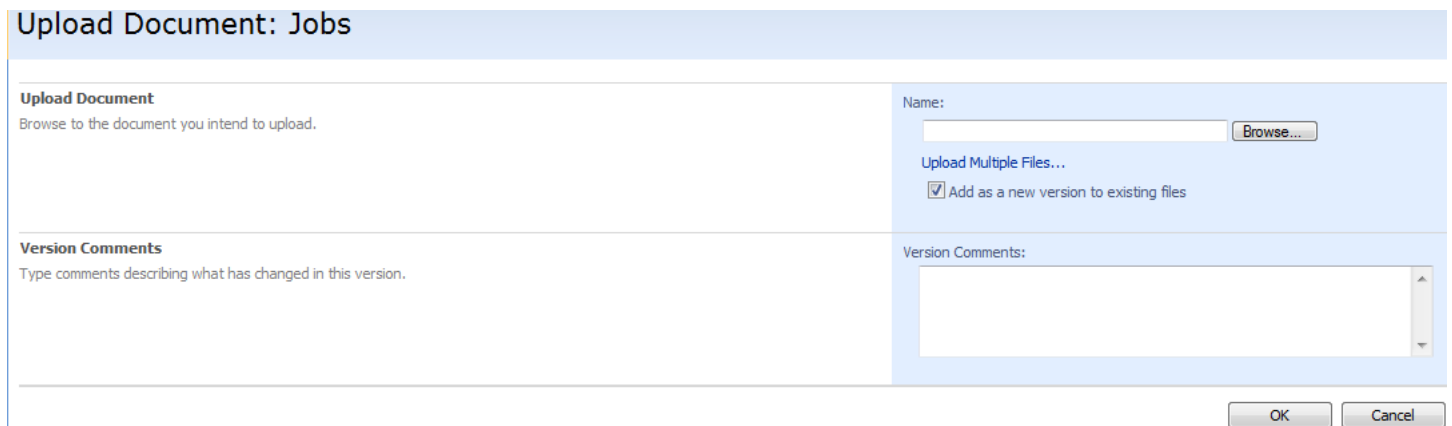 Upload Document: Jobs
Upload Document
Browse to the document you intend to upload.
Name:
Browse...
Upload Multiple Files...
Add as a new version to existing files
Version Comments
Type comments describing what has changed in this version.
Version Comments:
OK
Cancel